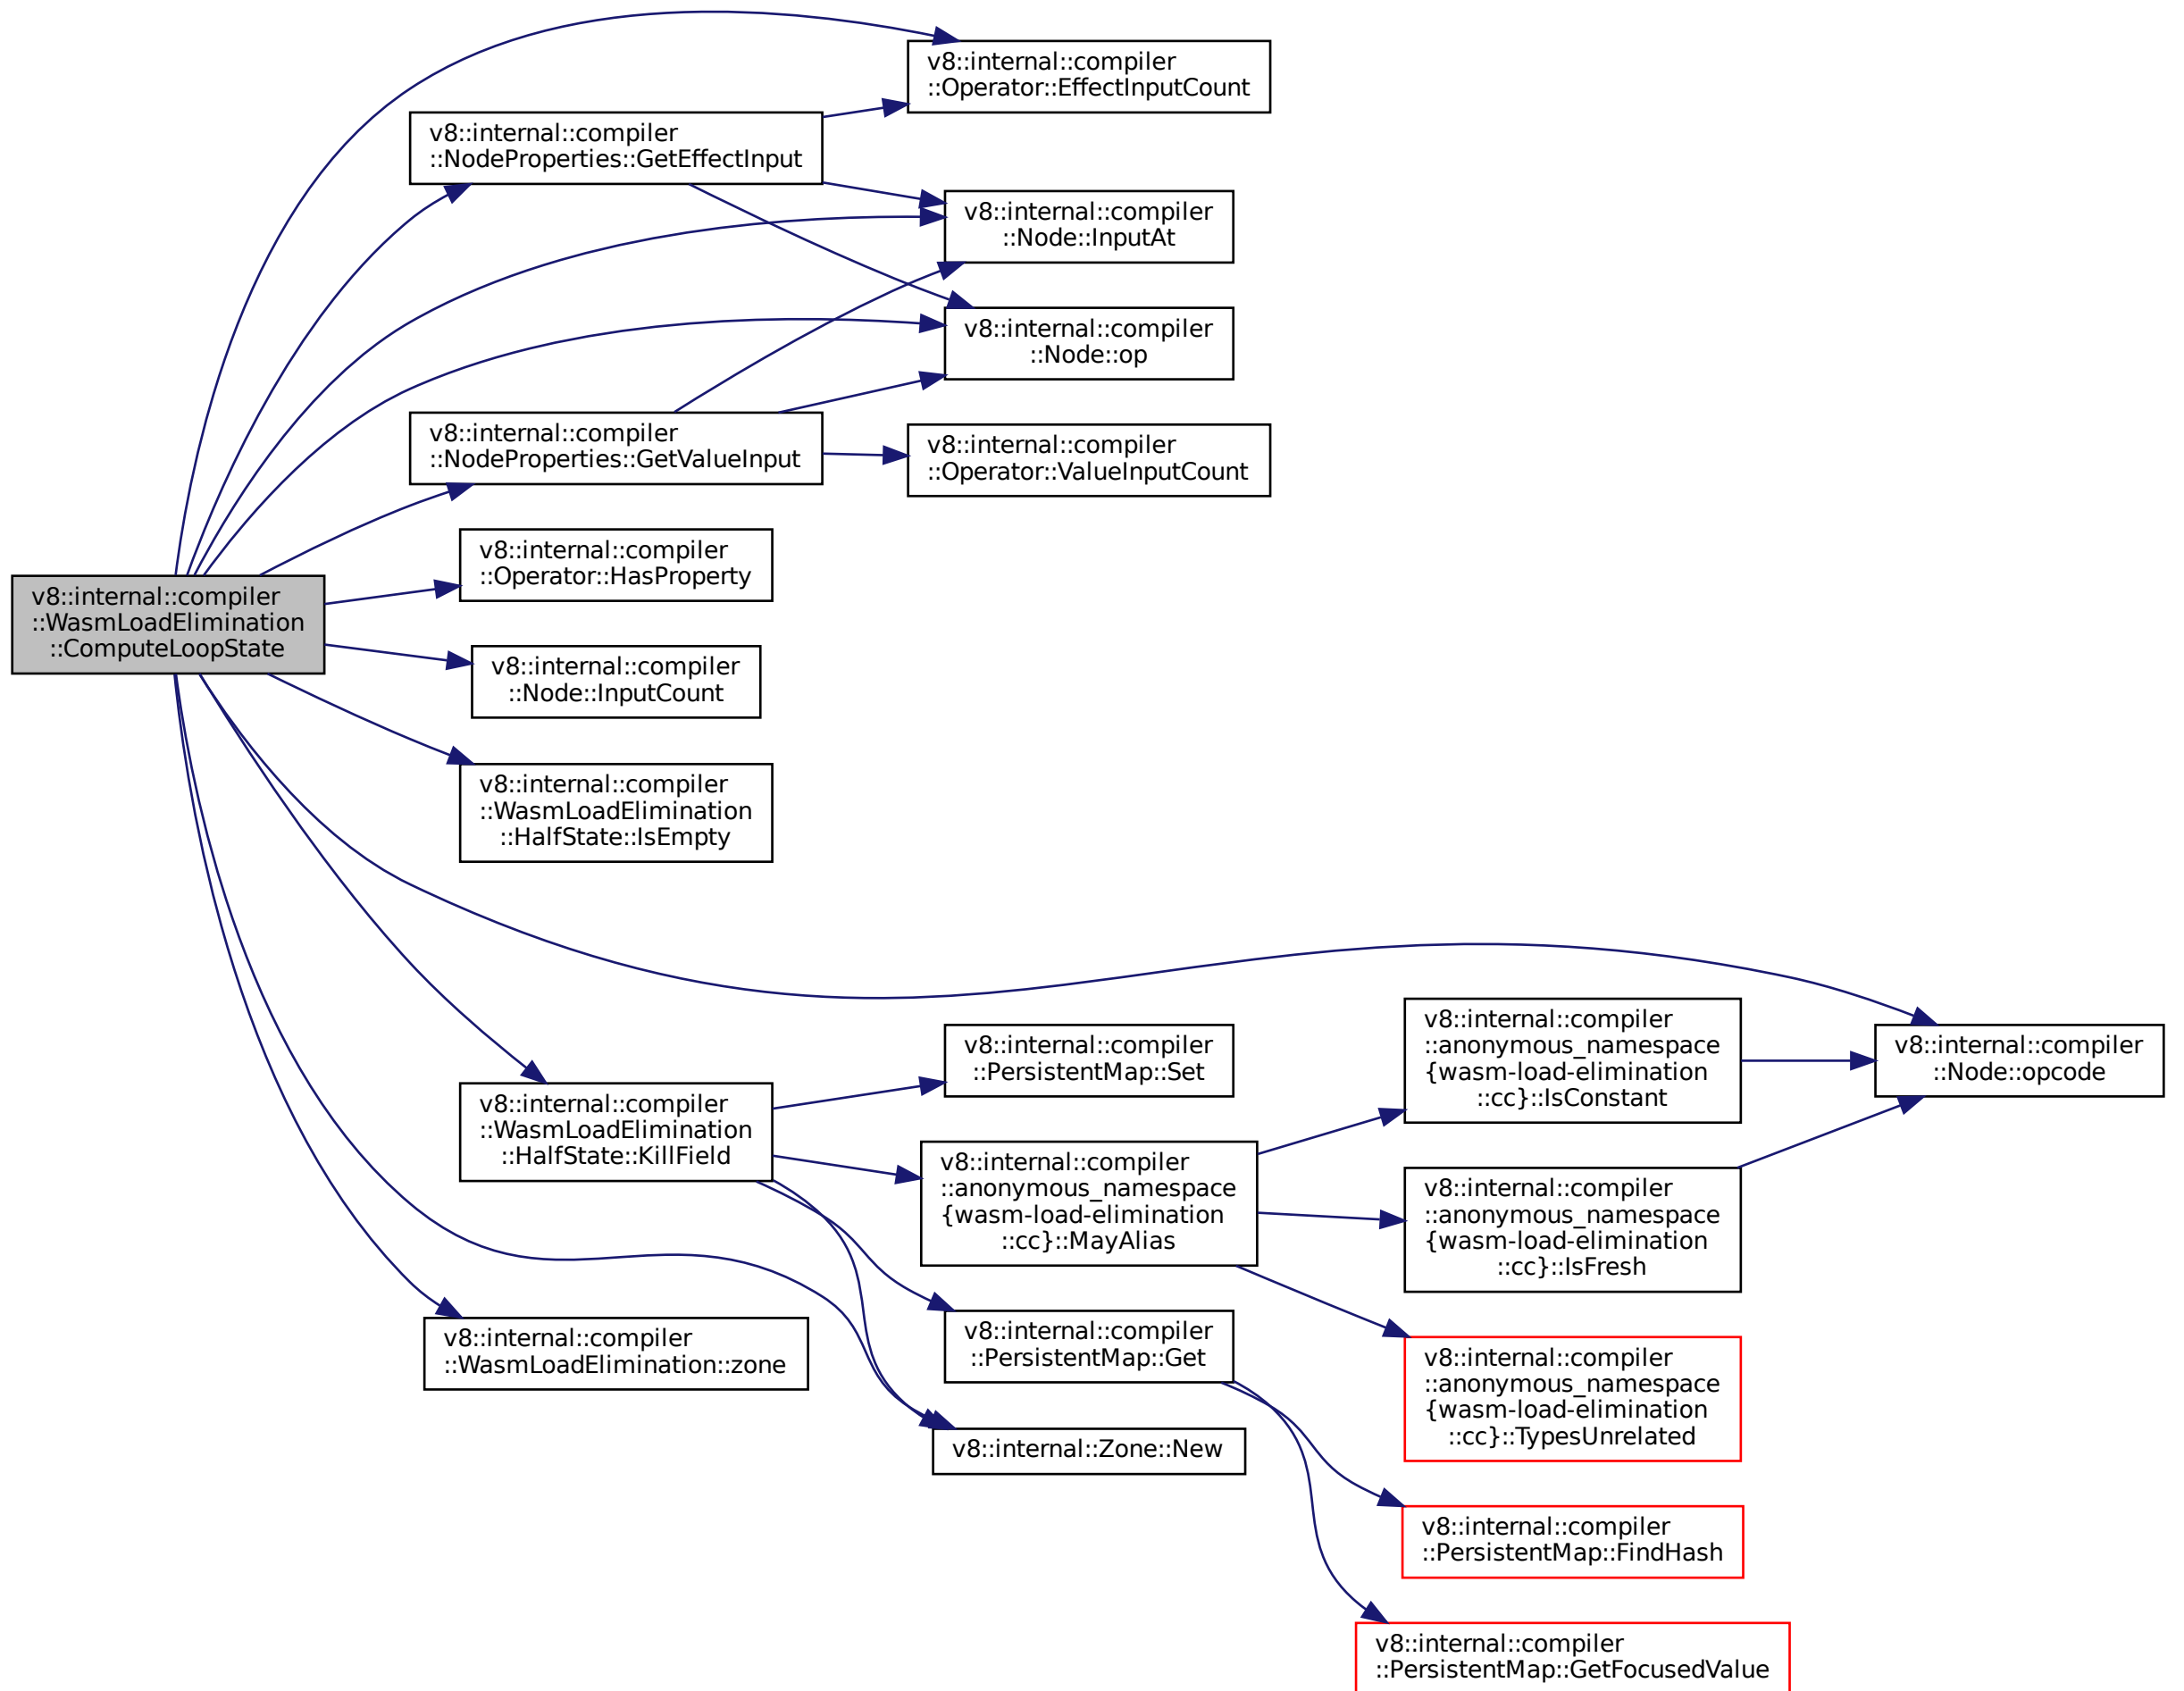 v8::internal::compiler
::WasmLoadElimination
::ComputeLoopState
v8::internal::compiler
::Operator::EffectInputCount
v8::internal::compiler
::NodeProperties::GetEffectInput
v8::internal::compiler
::Node::InputAt
v8::internal::compiler
::Node::op
v8::internal::compiler
::NodeProperties::GetValueInput
v8::internal::compiler
::Operator::ValueInputCount
v8::internal::compiler
::Operator::HasProperty
v8::internal::compiler
::Node::InputCount
v8::internal::compiler
::WasmLoadElimination
::HalfState::IsEmpty
v8::internal::compiler
::Node::opcode
v8::internal::compiler
::WasmLoadElimination
::HalfState::KillField
v8::internal::compiler
::PersistentMap::Set
v8::internal::compiler
::anonymous_namespace
{wasm-load-elimination
::cc}::MayAlias
v8::internal::compiler
::anonymous_namespace
{wasm-load-elimination
::cc}::IsConstant
v8::internal::compiler
::anonymous_namespace
{wasm-load-elimination
::cc}::IsFresh
v8::internal::compiler
::anonymous_namespace
{wasm-load-elimination
::cc}::TypesUnrelated
v8::internal::compiler
::PersistentMap::Get
v8::internal::compiler
::WasmLoadElimination::zone
v8::internal::Zone::New
v8::internal::compiler
::PersistentMap::FindHash
v8::internal::compiler
::PersistentMap::GetFocusedValue